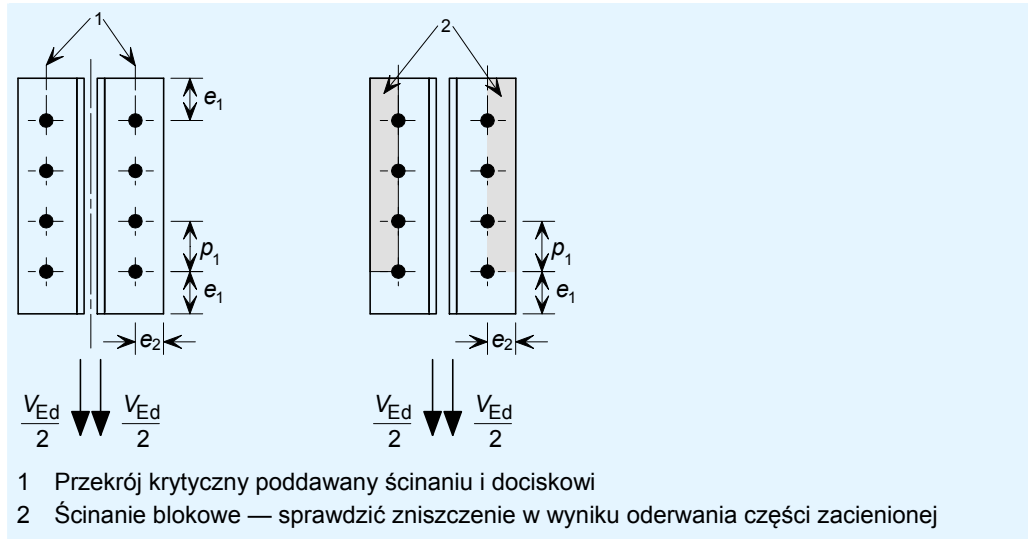 1
2
e1
e1
p1
p1
e1
e1
e2
e2
VEd
2
VEd
2
VEd
2
VEd
2
1 Przekrój krytyczny poddawany ścinaniu i dociskowi
2 Ścinanie blokowe — sprawdzić zniszczenie w wyniku oderwania części zacienionej